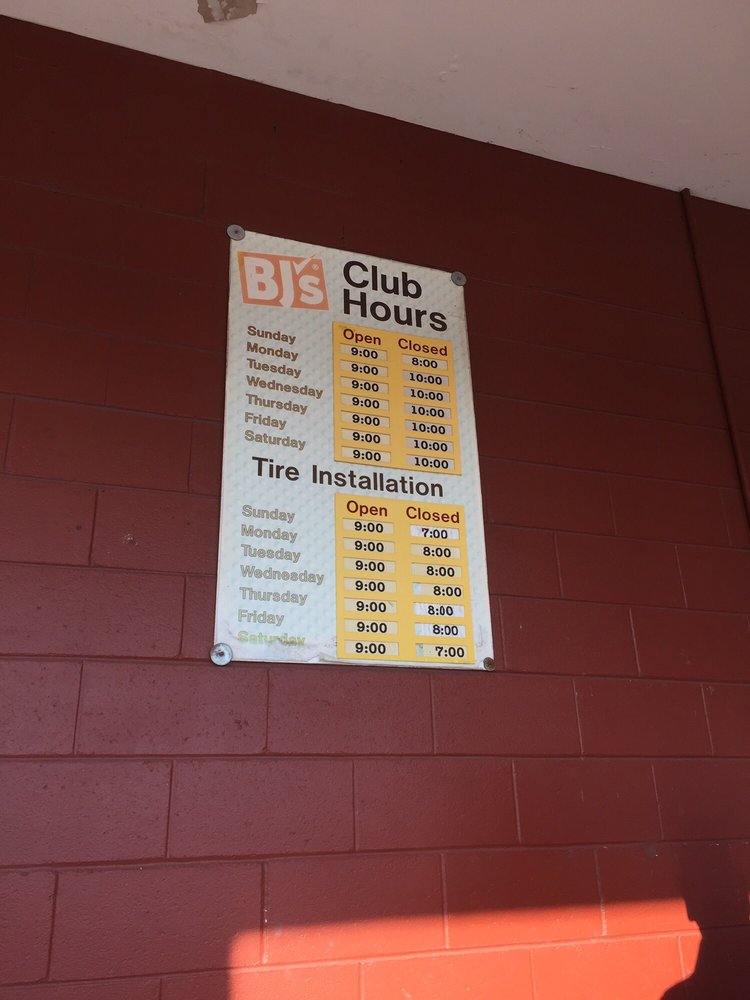 BJ's® Club Hours
Open Closed
Sunday 9:00 8:00
Monday 9:00 10:00
Tuesday 9:00 10:00
Wednesday 9:00 10:00
Thursday 9:00 10:00
Friday 9:00 10:00
Saturday 9:00 10:00
Tire Installation
Open Closed
Sunday 9:00 7:00
Monday 9:00 8:00
Tuesday 9:00 8:00
Wednesday 9:00 8:00
Thursday 9:00 8:00
Friday 9:00 8:00
Saturday 9:00 7:00